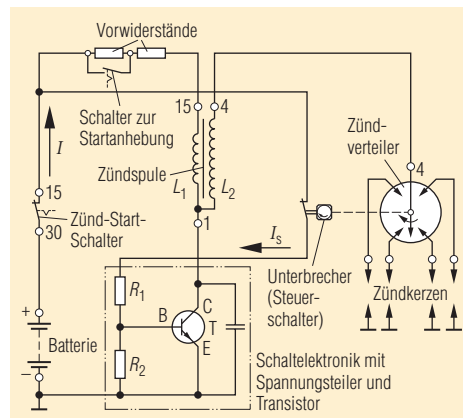 Vorwiderstände
15 4
Schalter zur
Startanhebung
Zündspule
L1 L2
I
15
Zünd-Start-
Schalter
30
1
Is
Zünd-
verteiler
4
Unterbrecher
(Steuer-
schalter)
Zündkerzen
+
Batterie
–
R1
R2
B
C
T
E
Schaltelektronik mit
Spannungsteiler und
Transistor